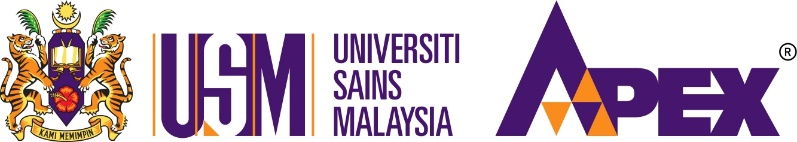 KAMI MEMIMPIN
USM
UNIVERSITI
SAINS
MALAYSIA
APEX®